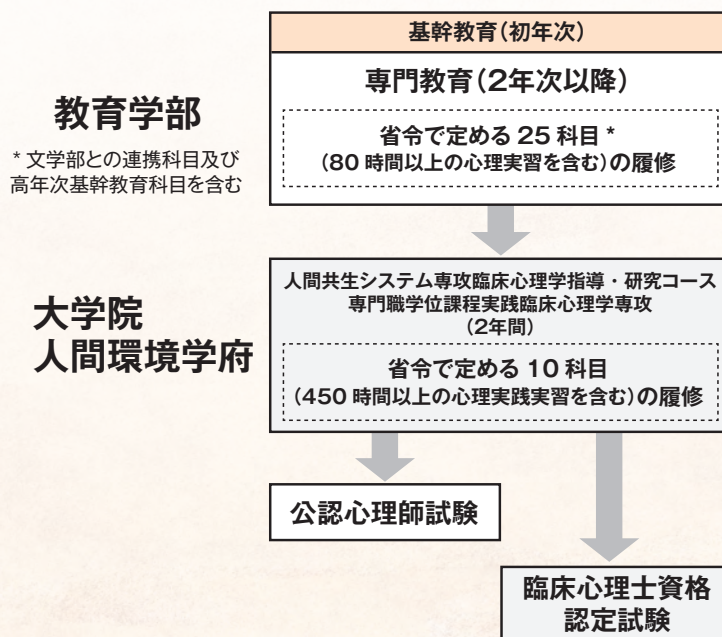 基幹教育(初年次)
専門教育(2年次以降)
教育学部
省令で定める 25 科目 *
(80 時間以上の心理実習を含む)の履修
* 文学部との連携科目及び
高年次基幹教育科目を含む
人間共生システム専攻臨床心理学指導・研究コース
専門職学位課程実践臨床心理学専攻
(2年間)
大学院
人間環境学府
省令で定める 10 科目
(450 時間以上の心理実践実習を含む)の履修
公認心理師試験
臨床心理士資格
認定試験